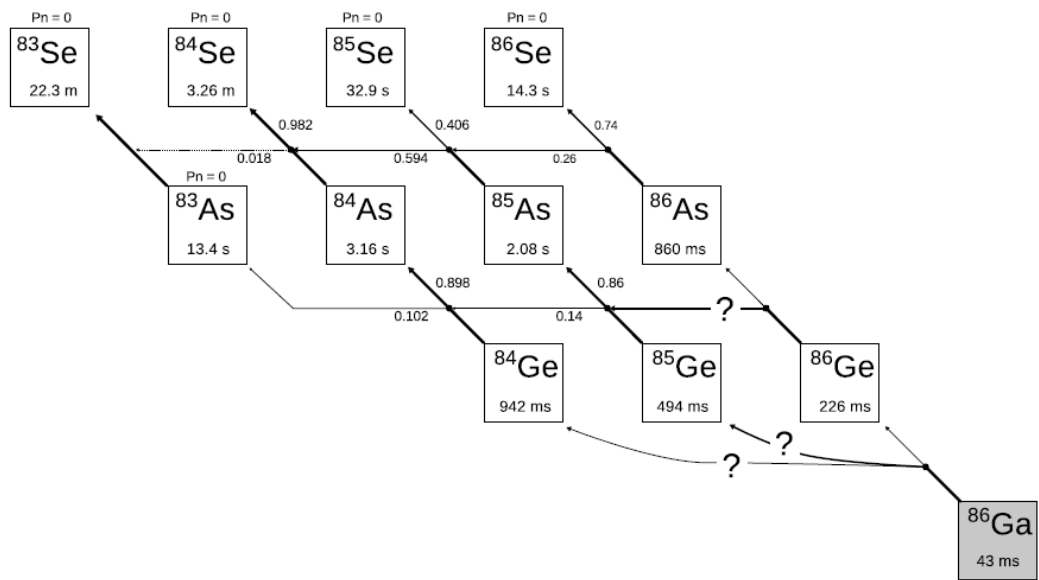 Pn = 0 Pn = 0 Pn = 0 Pn = 0
83Se 84Se 85Se 86Se
22.3 m 3.26 m 32.9 s 14.3 s
0.982 0.406 0.74
0.018 0.594 0.26
Pn = 0
83As 84As 85As 86As
13.4 s 3.16 s 2.08 s 860 ms
0.898 0.86
0.102 0.14 ?
84Ge 85Ge 86Ge
942 ms 494 ms 226 ms
?
?
86Ga
43 ms